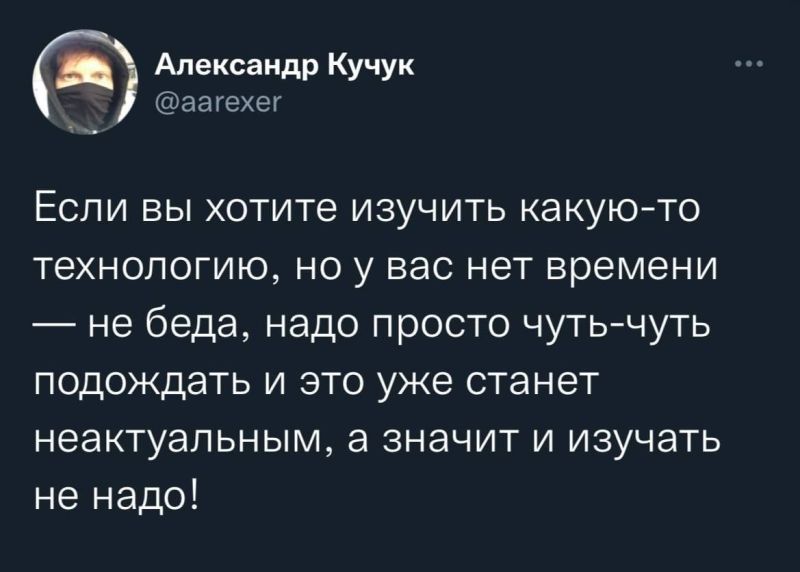 Александр Кучук
@aarexer
Если вы хотите изучить какую-то
технологию, но у вас нет времени
— не беда, надо просто чуть-чуть
подождать и это уже станет
неактуальным, а значит и изучать
не надо!